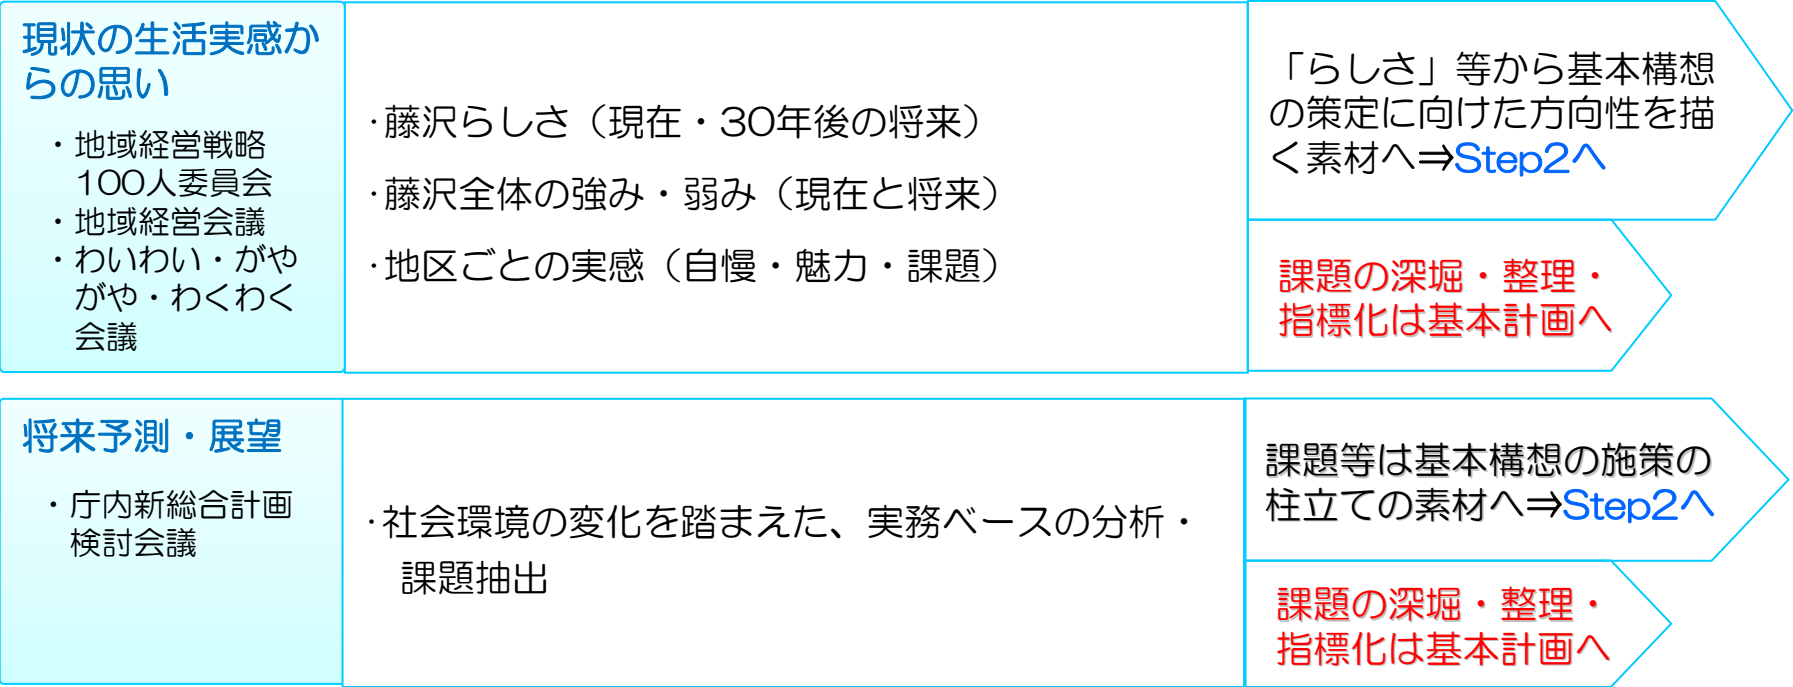 現状の生活実感か
らの思い
・地域経営戦略
100人委員会
・地域経営会議
・わいわい・がや
がや・わくわく
会議
・藤沢らしさ（現在・30年後の将来）
・藤沢全体の強み・弱み（現在と将来）
・地区ごとの実感（自慢・魅力・課題）
「らしさ」等から基本構想
の策定に向けた方向性を描
く素材へ⇒Step2へ
課題の深堀・整理・
指標化は基本計画へ
将来予測・展望
・庁内新総合計画
検討会議
・社会環境の変化を踏まえた、実務ベースの分析・
課題抽出
課題等は基本構想の施策の
柱立ての素材へ⇒Step2へ
課題の深堀・整理・
指標化は基本計画へ